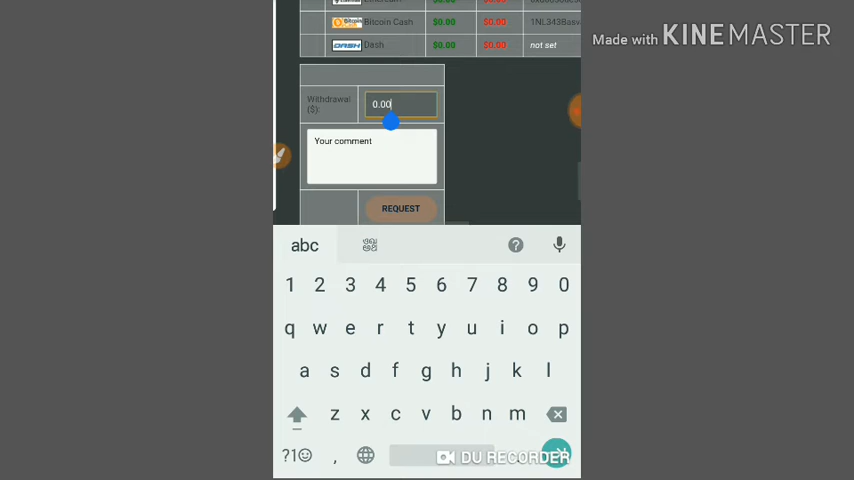 Made with KINEMASTER
Bitcoin Cash $0.00 $0.00
DASH Dash $0.00 $0.00 not set
Withdrawal ($): 0.00
Your comment
REQUEST
abc
1 2 3 4 5 6 7 8 9 0
q w e r t y u i o p
a s d f g h j k l
z x c v b n m
?1☺ ,
DU RECORDER